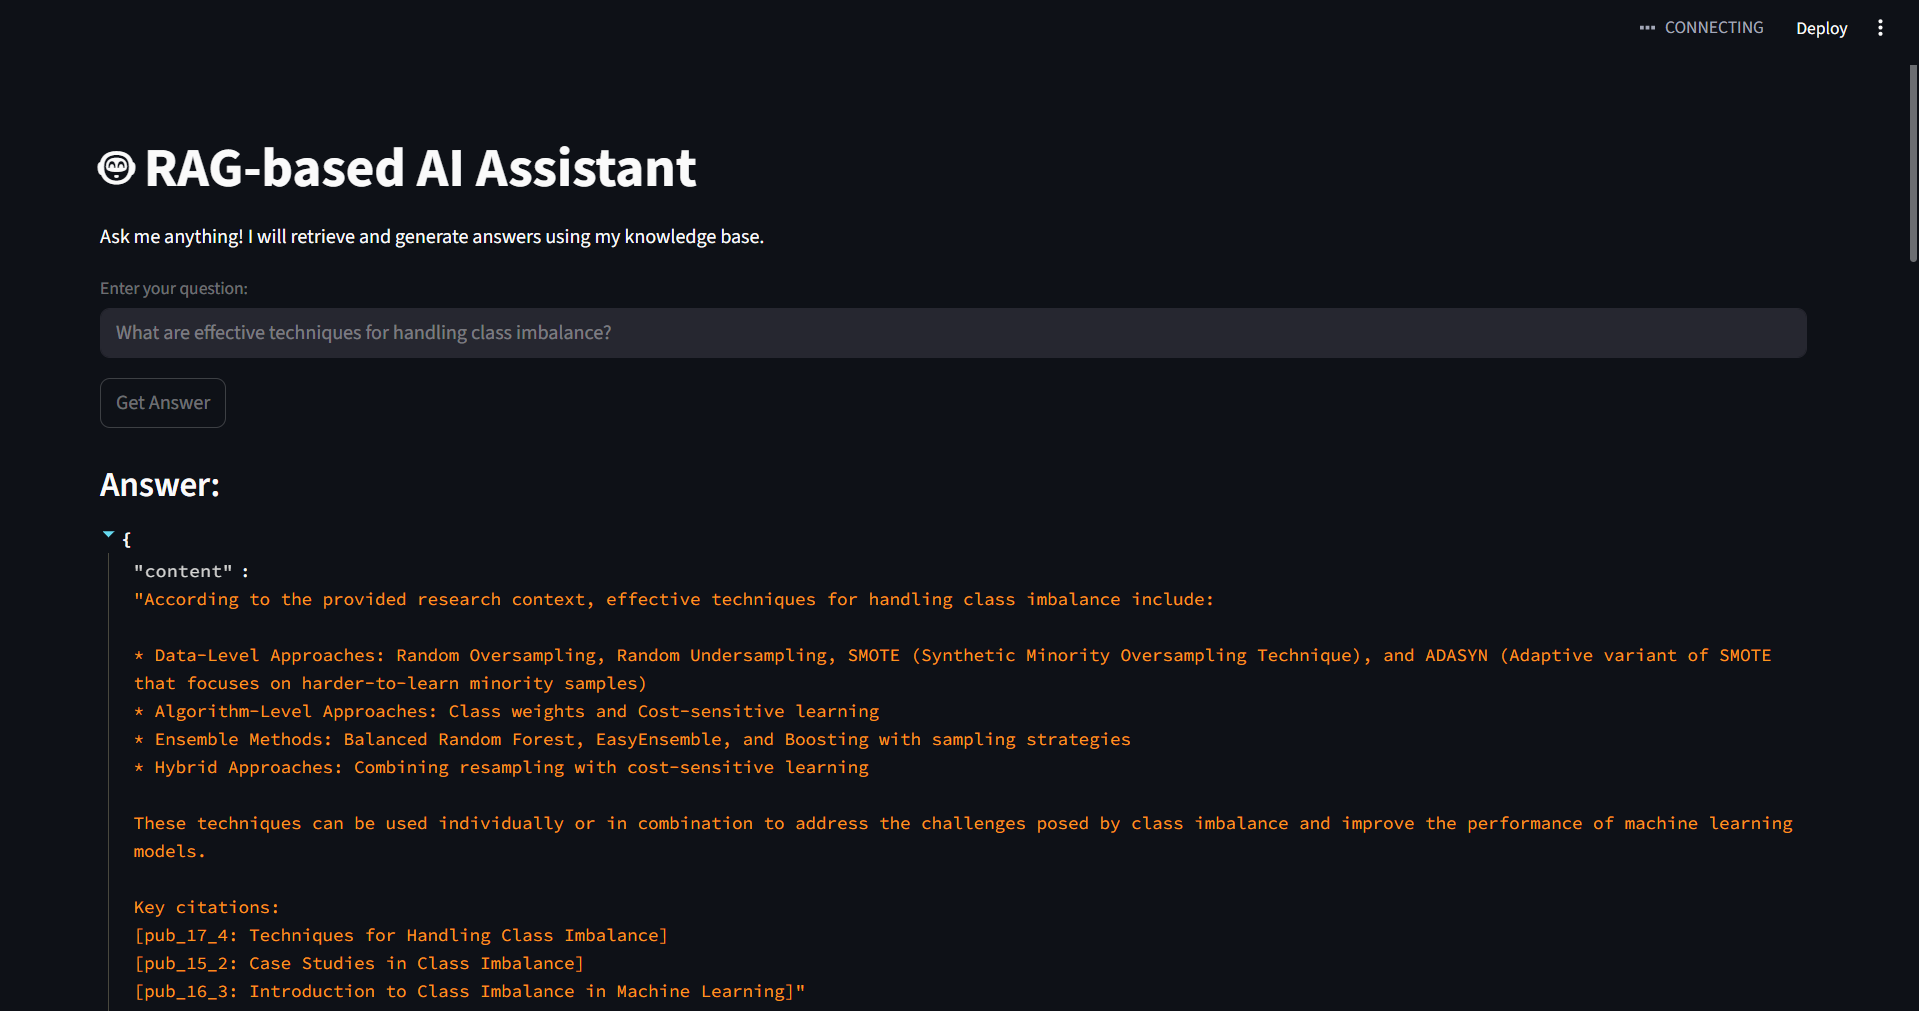 CONNECTING Deploy
RAG-based AI Assistant
Ask me anything! I will retrieve and generate answers using my knowledge base.
Enter your question:
What are effective techniques for handling class imbalance?
Get Answer
Answer:
{
"content" :
"According to the provided research context, effective techniques for handling class imbalance include:
* Data-Level Approaches: Random Oversampling, Random Undersampling, SMOTE (Synthetic Minority Oversampling Technique), and ADASYN (Adaptive variant of SMOTE
that focuses on harder-to-learn minority samples)
* Algorithm-Level Approaches: Class weights and Cost-sensitive learning
* Ensemble Methods: Balanced Random Forest, EasyEnsemble, and Boosting with sampling strategies
* Hybrid Approaches: Combining resampling with cost-sensitive learning
These techniques can be used individually or in combination to address the challenges posed by class imbalance and improve the performance of machine learning
models.
Key citations:
[pub_17_4: Techniques for Handling Class Imbalance]
[pub_15_2: Case Studies in Class Imbalance]
[pub_16_3: Introduction to Class Imbalance in Machine Learning]"